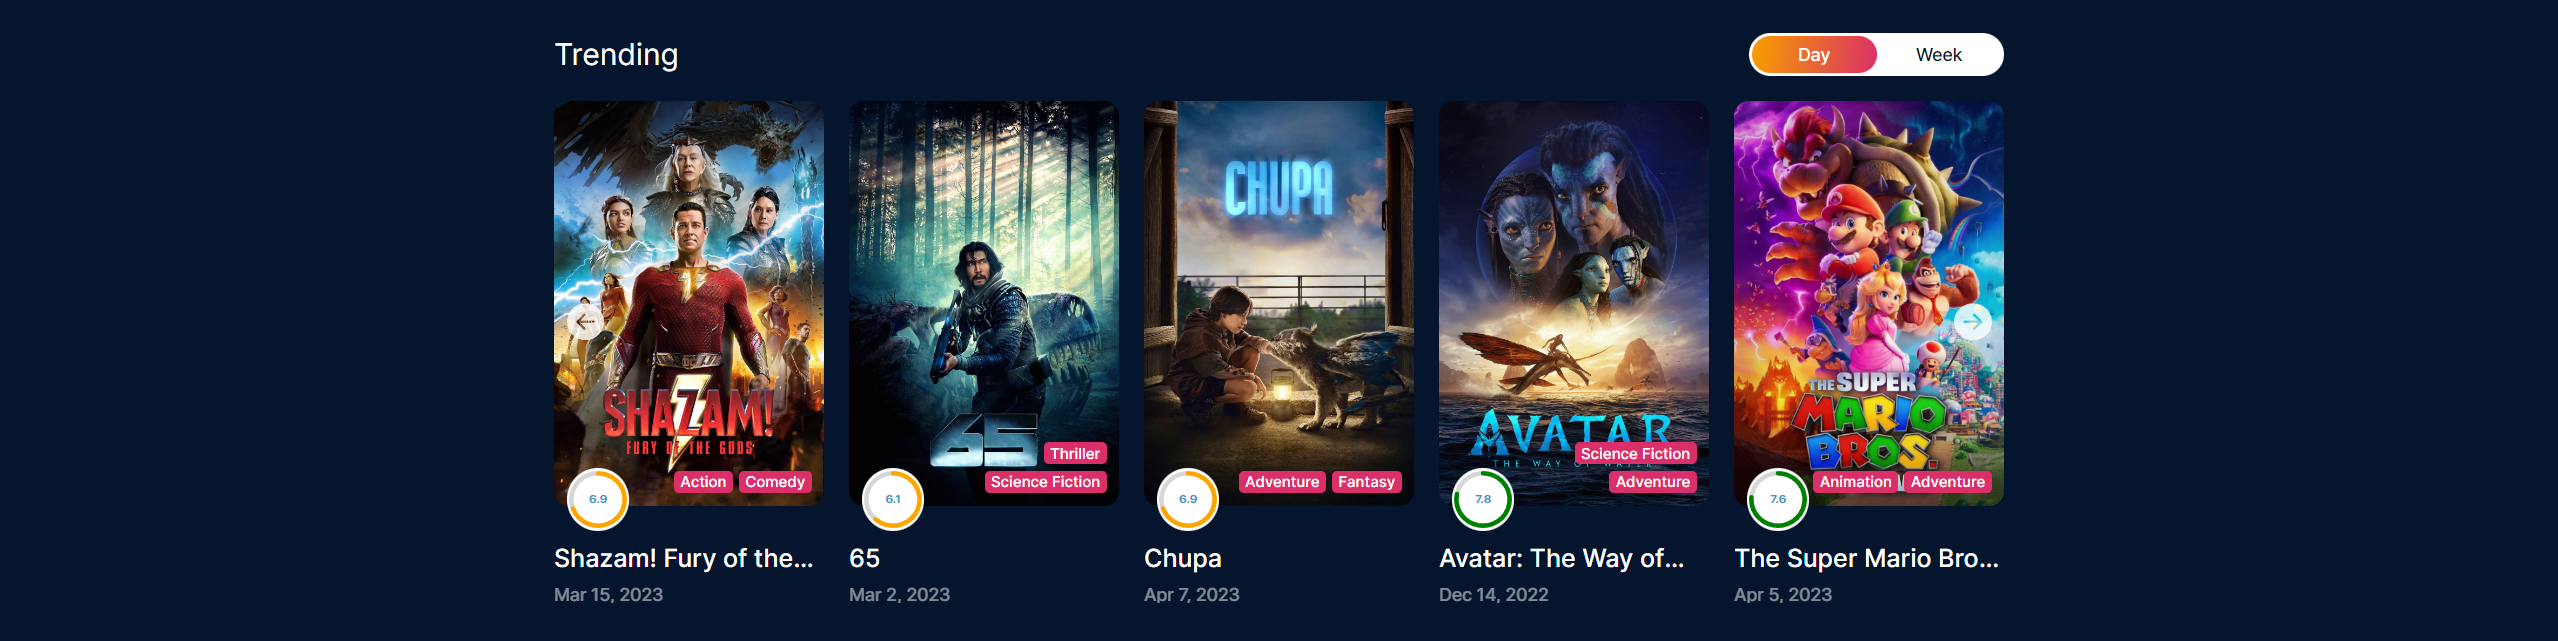 Trending
Day
Week
SHAZAM!
FURY OF THE GODS
Action
Comedy
6.9
Shazam! Fury of the...
Mar 15, 2023
65
Thriller
Science Fiction
6.1
65
Mar 2, 2023
CHUPA
Adventure
Fantasy
6.9
Chupa
Apr 7, 2023
AVATAR
THE WAY OF WATER
Science Fiction
Adventure
7.8
Avatar: The Way of...
Dec 14, 2022
THE SUPER
MARIO
BROS.
Animation
Adventure
7.6
The Super Mario Bro...
Apr 5, 2023